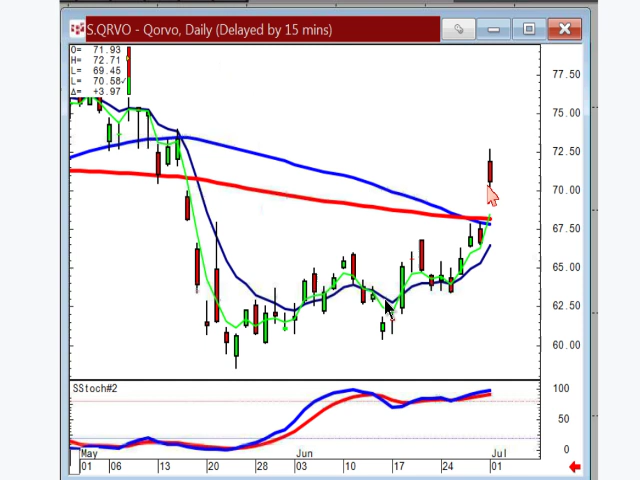 S.QRVO - Qorvo, Daily (Delayed by 15 mins)
O= 71.93
H= 72.71
L= 69.45
L= 70.58✓
Δ= +3.97
77.50
75.00
72.50
70.00
67.50
65.00
62.50
60.00
SStoch#2
100
50
0
May Jun Jul
01 06 13 20 28 03 10 17 24 01